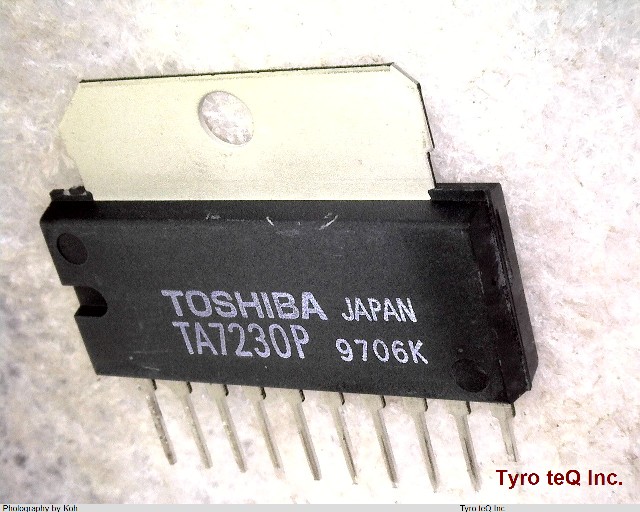 TOSHIBA JAPAN
TA7230P 9706K
Tyro teQ Inc.
Photography by Koh
Tyro teQ Inc